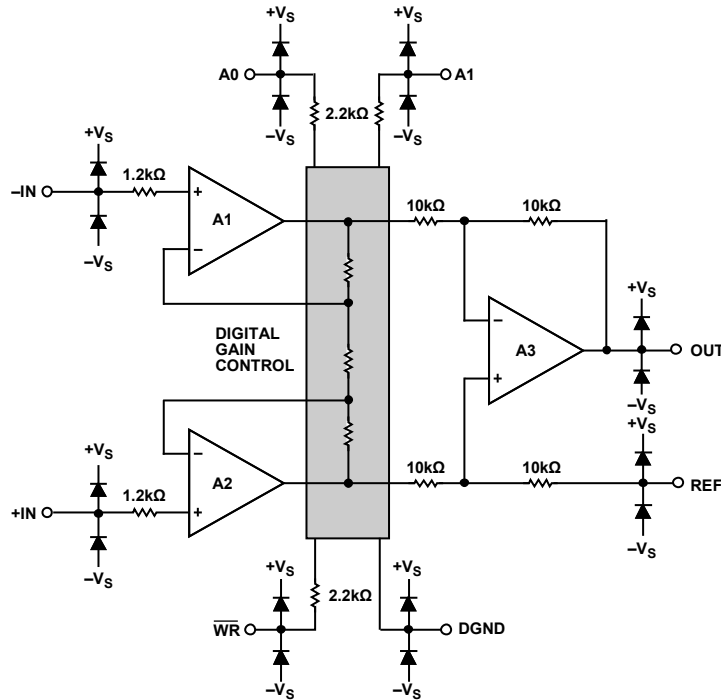 +VS
+VS
A0
A1
2.2kΩ
–VS
–VS
+VS
1.2kΩ
–IN
+
A1
–
–VS
10kΩ
10kΩ
DIGITAL
GAIN
CONTROL
–
A3
+
+VS
OUT
–VS
+VS
–
A2
+
+VS
1.2kΩ
+IN
–VS
10kΩ
10kΩ
REF
–VS
+VS
2.2kΩ
+VS
WR
DGND
–VS
–VS